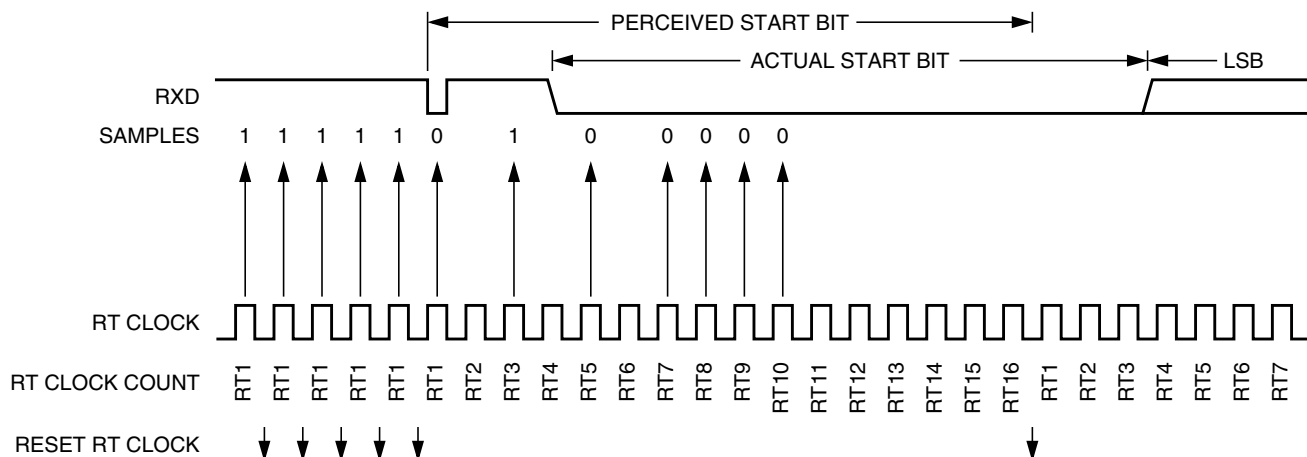 PERCEIVED START BIT
ACTUAL START BIT LSB
RXD
SAMPLES 1 1 1 1 1 0 1 0 0 0 0 0
RT CLOCK
RT CLOCK COUNT RT1 RT1 RT1 RT1 RT1 RT1 RT2 RT3 RT4 RT5 RT6 RT7 RT8 RT9 RT10 RT11 RT12 RT13 RT14 RT15 RT16 RT1 RT2 RT3 RT4 RT5 RT6 RT7
RESET RT CLOCK